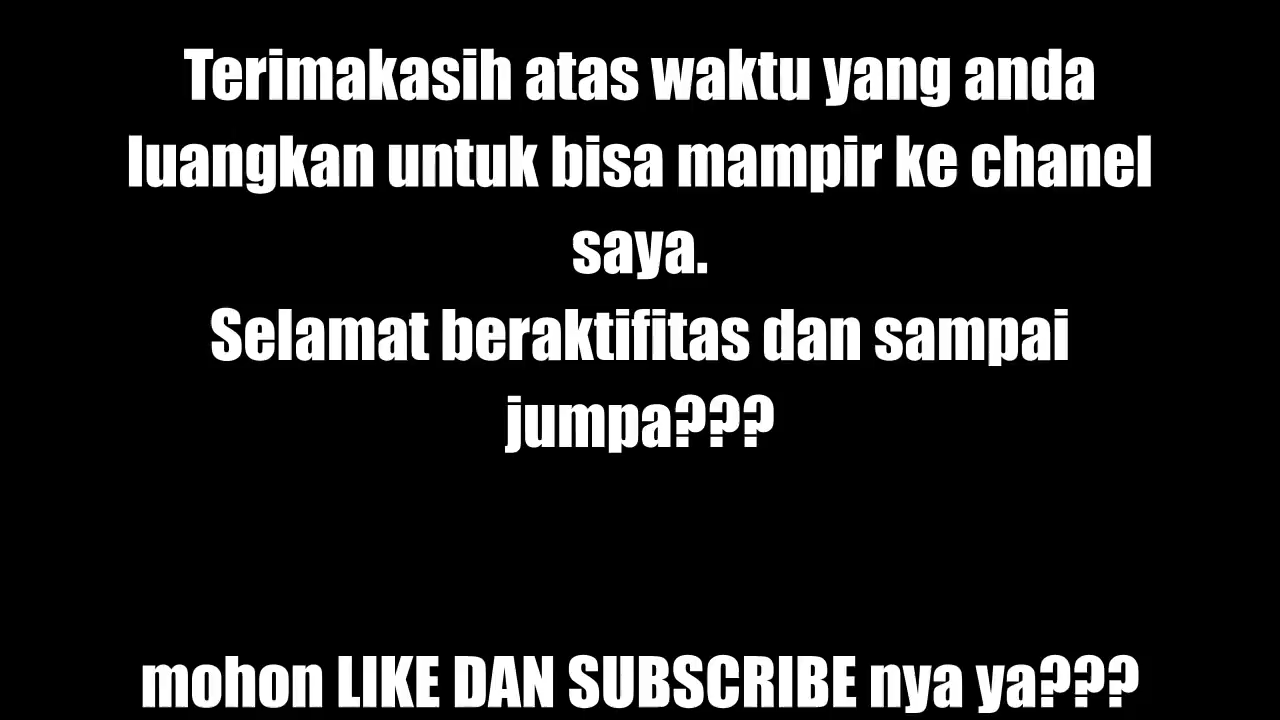 Terimakasih atas waktu yang anda
luangkan untuk bisa mampir ke chanel
saya.
Selamat beraktifitas dan sampai
jumpa???
mohon LIKE DAN SUBSCRIBE nya ya???